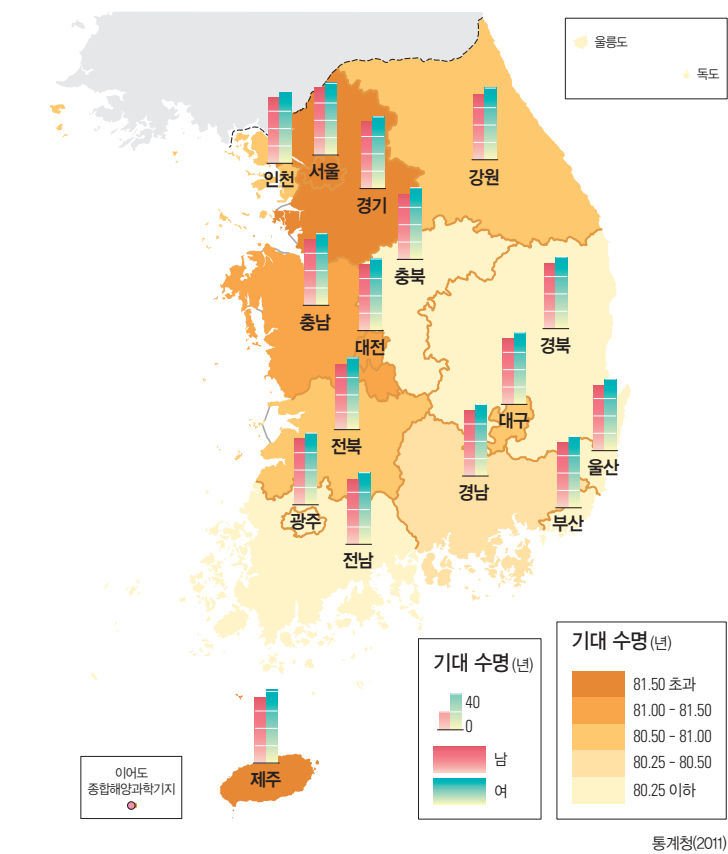 울릉도
독도
인천
서울
경기
강원
충북
충남
대전
경북
전북
대구
경남
울산
광주
부산
전남
제주
이어도
종합해양과학기지
기대 수명(년)
40
0
남
여
기대 수명(년)
81.50 초과
81.00 - 81.50
80.50 - 81.00
80.25 - 80.50
80.25 이하
통계청(2011)